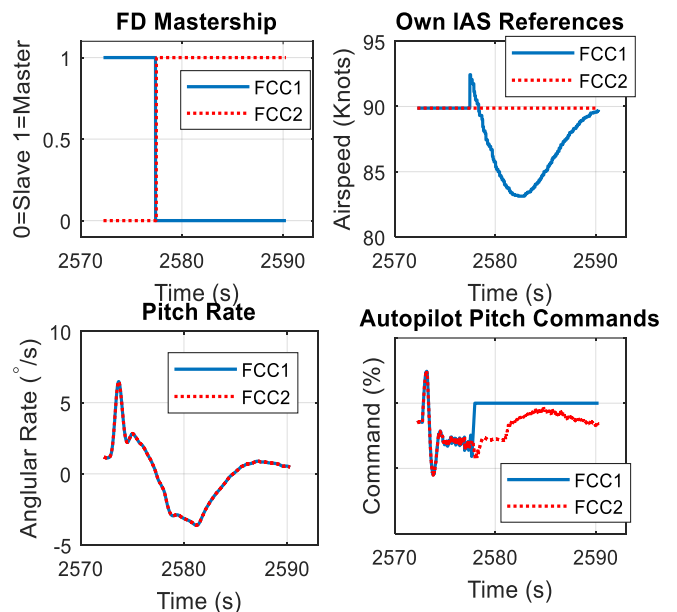 FD Mastership
0=Slave 1=Master
1
0.5
0
FCC1
FCC2
2570 2580 2590
Time (s)
Own IAS References
Airspeed (Knots)
95
90
85
80
FCC1
FCC2
2570 2580 2590
Time (s)
Pitch Rate
Anglular Rate (°/s)
10
5
0
-5
FCC1
FCC2
2570 2580 2590
Time (s)
Autopilot Pitch Commands
Command (%)
FCC1
FCC2
2570 2580 2590
Time (s)